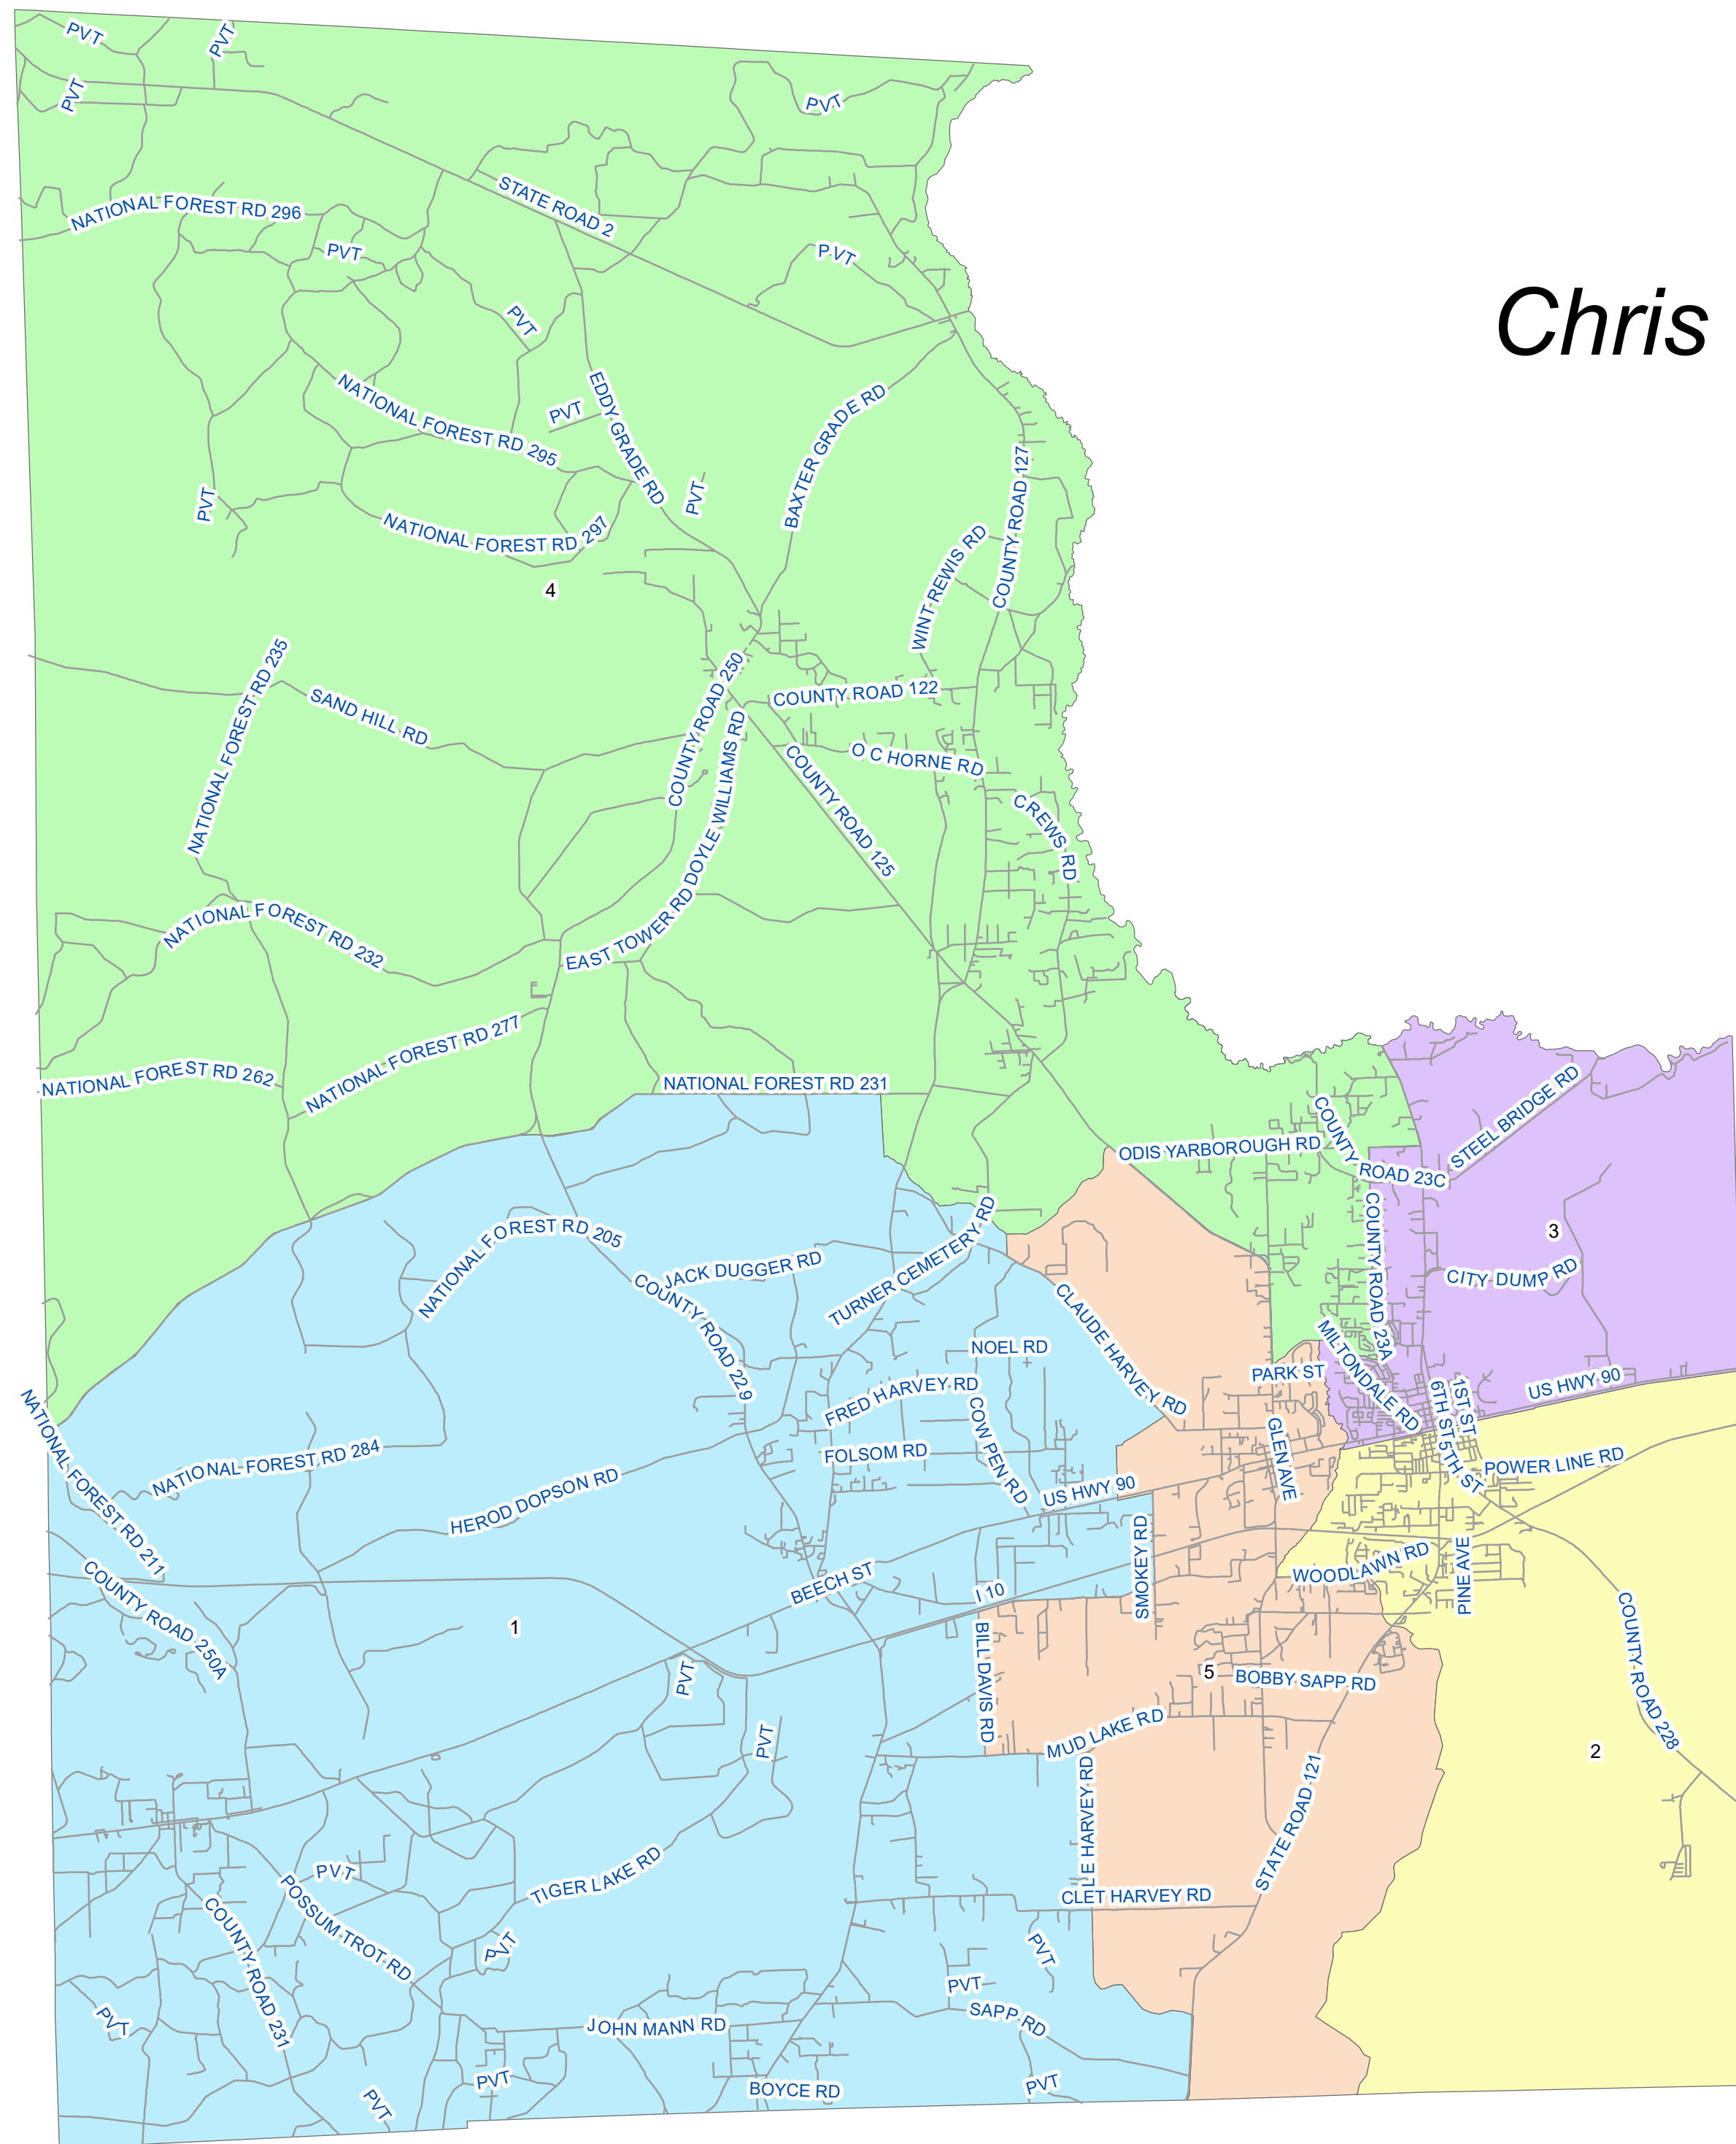 PVT
PVT
PVT
PVT
NATIONAL FOREST RD 296
STATE ROAD 2
PVT
PVT
Chris
PVT
NATIONAL FOREST RD 295
PVT
EDDY GRADE RD
BAXTER GRADE RD
COUNTY ROAD 127
PVT
PVT
NATIONAL FOREST RD 297
WINT REWIS RD
4
NATIONAL FOREST RD 235
SAND HILL RD
COUNTY ROAD 250
COUNTY ROAD 122
DOYLE WILLIAMS RD
COUNTY ROAD 125
O C HORNE RD
CREWS RD
NATIONAL FOREST RD 232
EAST TOWER RD
NATIONAL FOREST RD 277
NATIONAL FOREST RD 262
NATIONAL FOREST RD 231
ODIS YARBOROUGH RD
COUNTY ROAD 23C
STEEL BRIDGE RD
COUNTY ROAD 23A
3
CITY DUMP RD
NATIONAL FOREST RD 205
JACK DUGGER RD
COUNTY ROAD 229
TURNER CEMETERY RD
CLAUDE HARVEY RD
NOEL RD
MILTONDALE RD
PARK ST
FRED HARVEY RD
COW PEN RD
GLEN AVE
6TH ST
1ST ST
5TH ST
US HWY 90
NATIONAL FOREST RD 211
NATIONAL FOREST RD 284
HEROD DOPSON RD
FOLSOM RD
US HWY 90
POWER LINE RD
SMOKEY RD
WOODLAWN RD
PINE AVE
COUNTY ROAD 250A
BEECH ST
I 10
COUNTY ROAD 228
1
BILL DAVIS RD
5
BOBBY SAPP RD
PVT
PVT
MUD LAKE RD
2
LE HARVEY RD
STATE ROAD 121
PVT
TIGER LAKE RD
CLET HARVEY RD
POSSUM TROT RD
COUNTY ROAD 231
PVT
PVT
PVT
PVT
JOHN MANN RD
SAPP RD
PVT
PVT
BOYCE RD
PVT